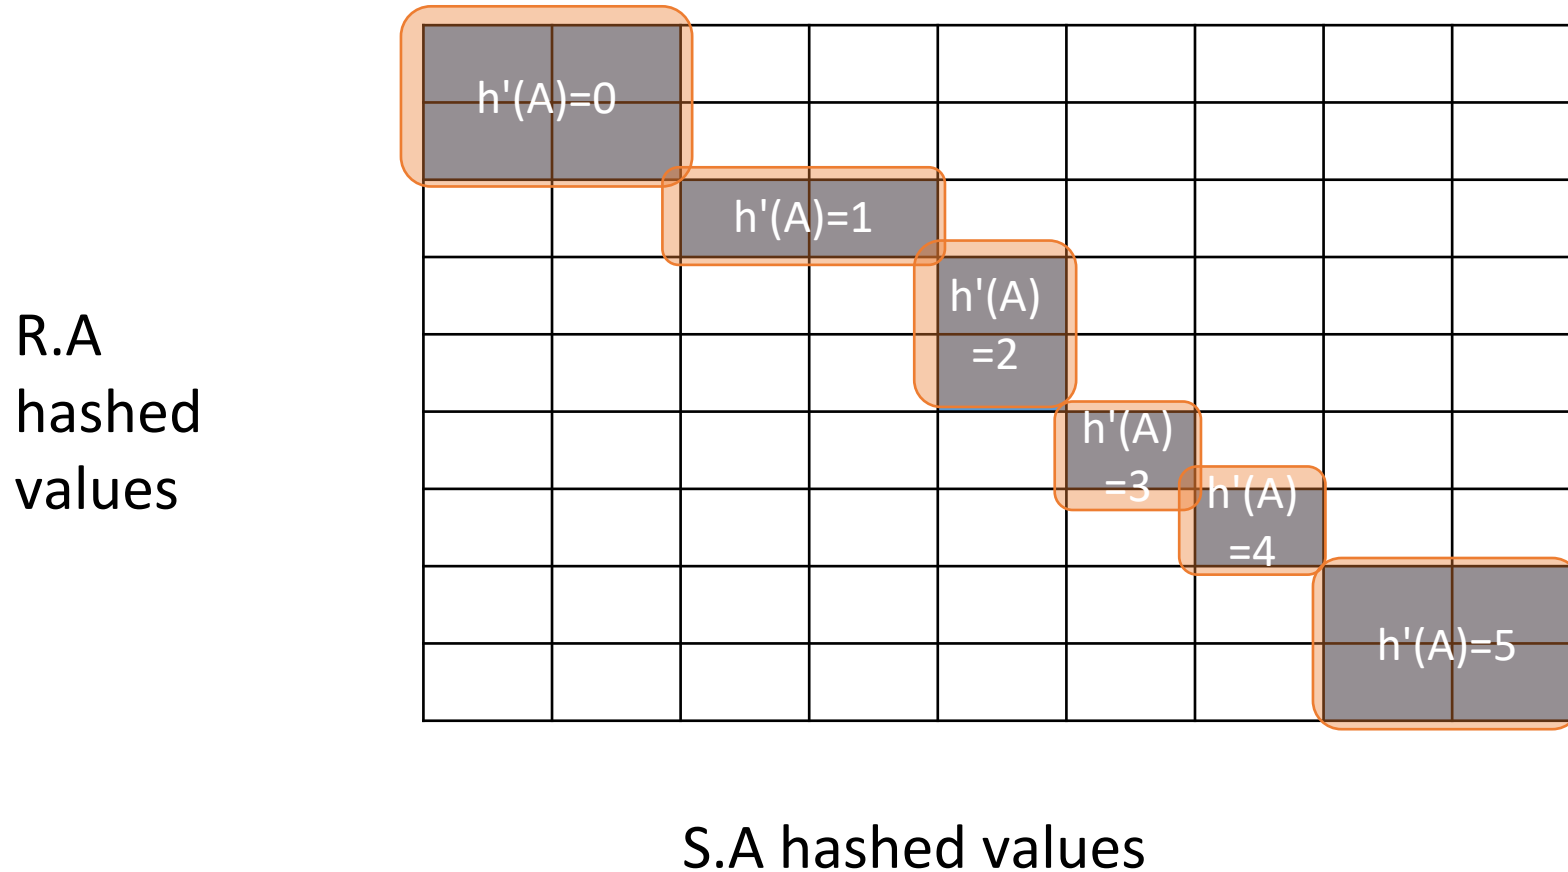 h'(A)=0
h'(A)=1
h'(A)
=2
R.A
hashed
values
h'(A)
=3
h'(A)
=4
h'(A)=5
S.A hashed values